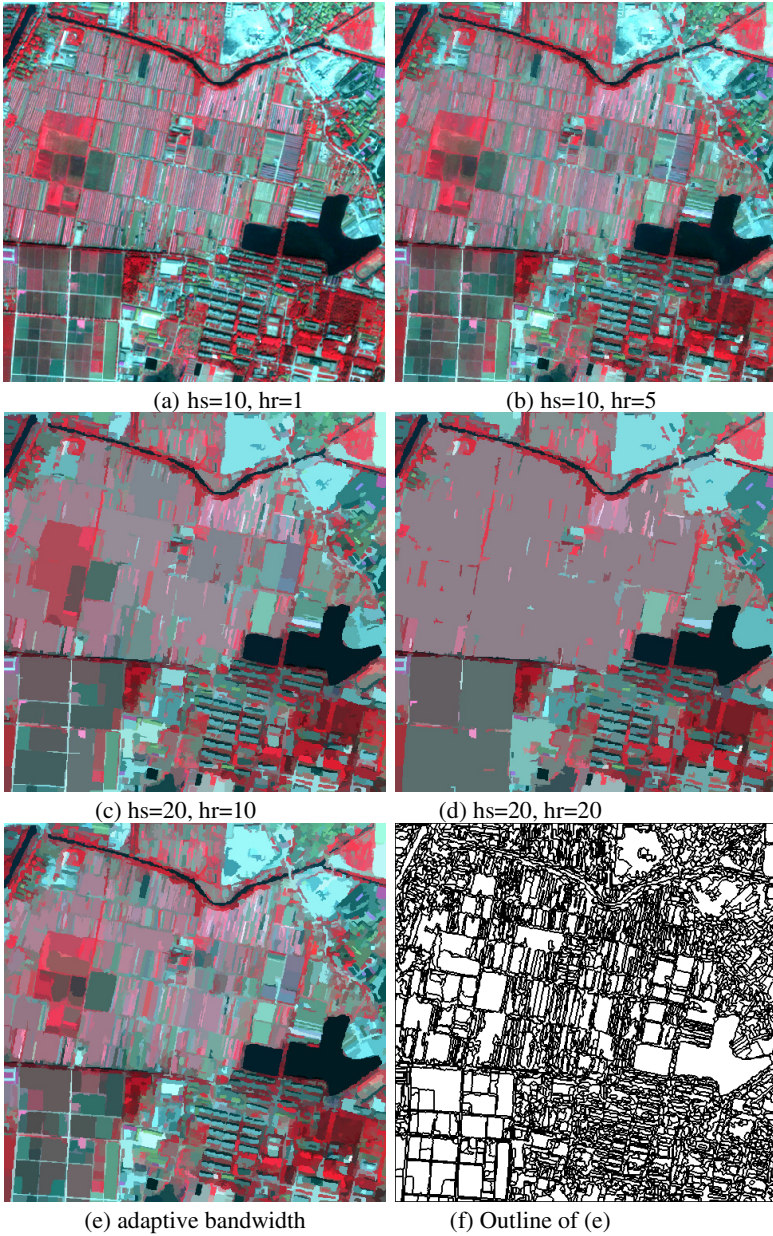 (a) hs=10, hr=1
(b) hs=10, hr=5
(c) hs=20, hr=10
(d) hs=20, hr=20
(e) adaptive bandwidth
(f) Outline of (e)